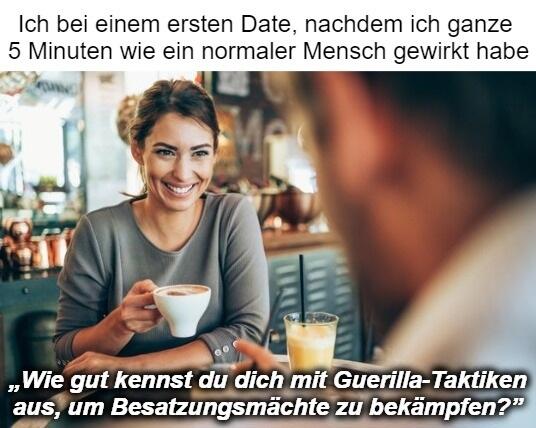 Ich bei einem ersten Date, nachdem ich ganze
5 Minuten wie ein normaler Mensch gewirkt habe
„Wie gut kennst du dich mit Guerilla-Taktiken
aus, um Besatzungsmächte zu bekämpfen?”